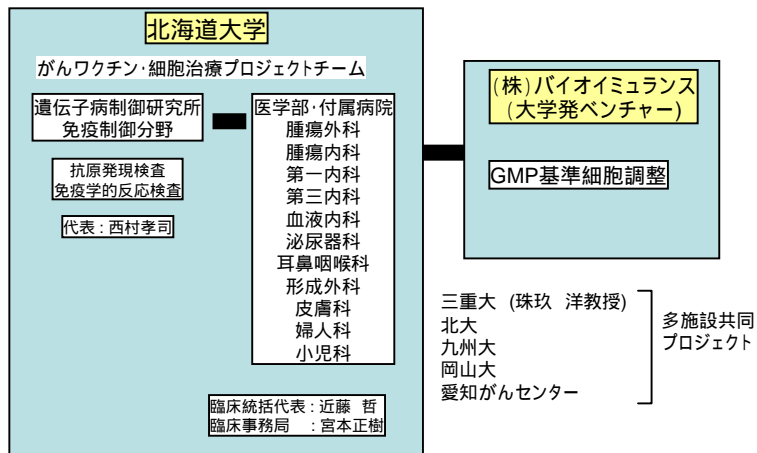 北海道大学
がんワクチン・細胞治療プロジェクトチーム
遺伝子病制御研究所
免疫制御分野
抗原発現検査
免疫学的反応検査
代表:西村孝司
医学部・付属病院
腫瘍外科
腫瘍内科
第一内科
第三内科
血液内科
泌尿器科
耳鼻咽喉科
形成外科
皮膚科
婦人科
小児科
臨床統括代表:近藤 哲
臨床事務局 :宮本正樹
(株)バイオイミュランス
(大学発ベンチャー)
GMP基準細胞調整
三重大 (珠玖 洋教授)
北大
九州大
岡山大
愛知がんセンター
多施設共同
プロジェクト